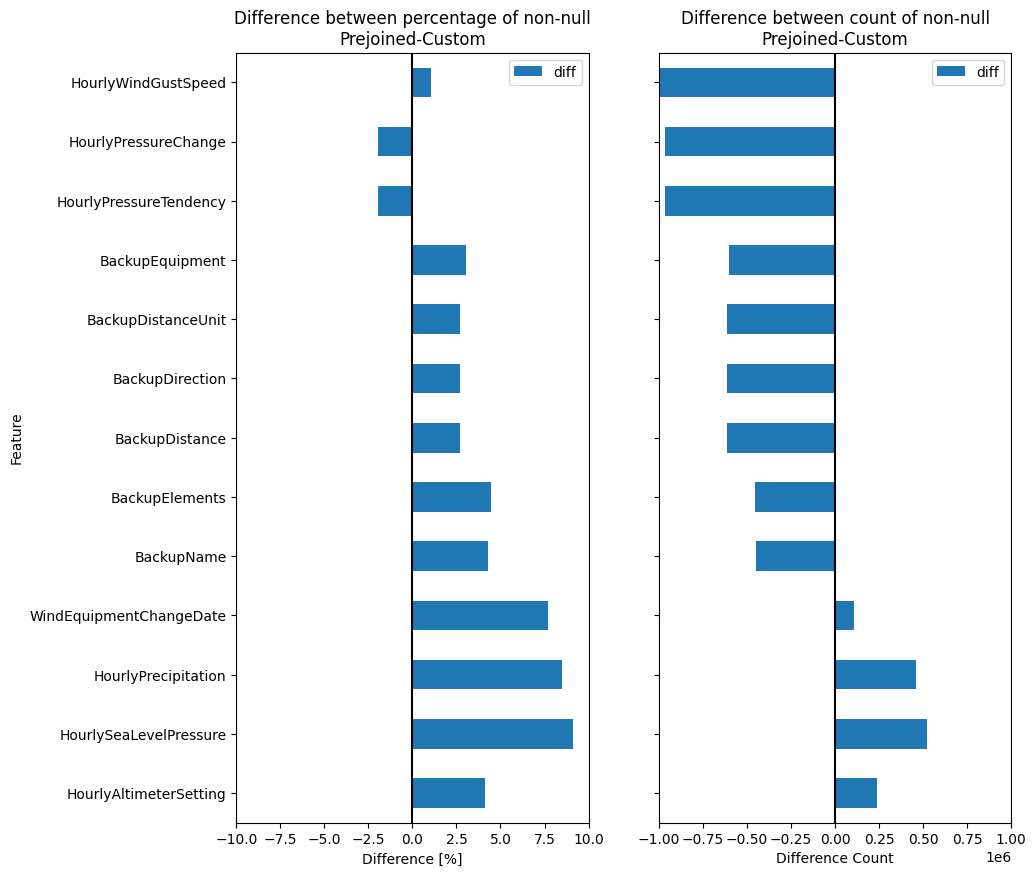 Difference between percentage of non-null
Prejoined-Custom
Difference between count of non-null
Prejoined-Custom
diff
diff
Feature
HourlyWindGustSpeed
HourlyPressureChange
HourlyPressureTendency
BackupEquipment
BackupDistanceUnit
BackupDirection
BackupDistance
BackupElements
BackupName
WindEquipmentChangeDate
HourlyPrecipitation
HourlySeaLevelPressure
HourlyAltimeterSetting
−10.0 −7.5 −5.0 −2.5 0.0 2.5 5.0 7.5 10.0
Difference [%]
−1.00 −0.75 −0.50 −0.25 0.00 0.25 0.50 0.75 1.00
Difference Count
1e6